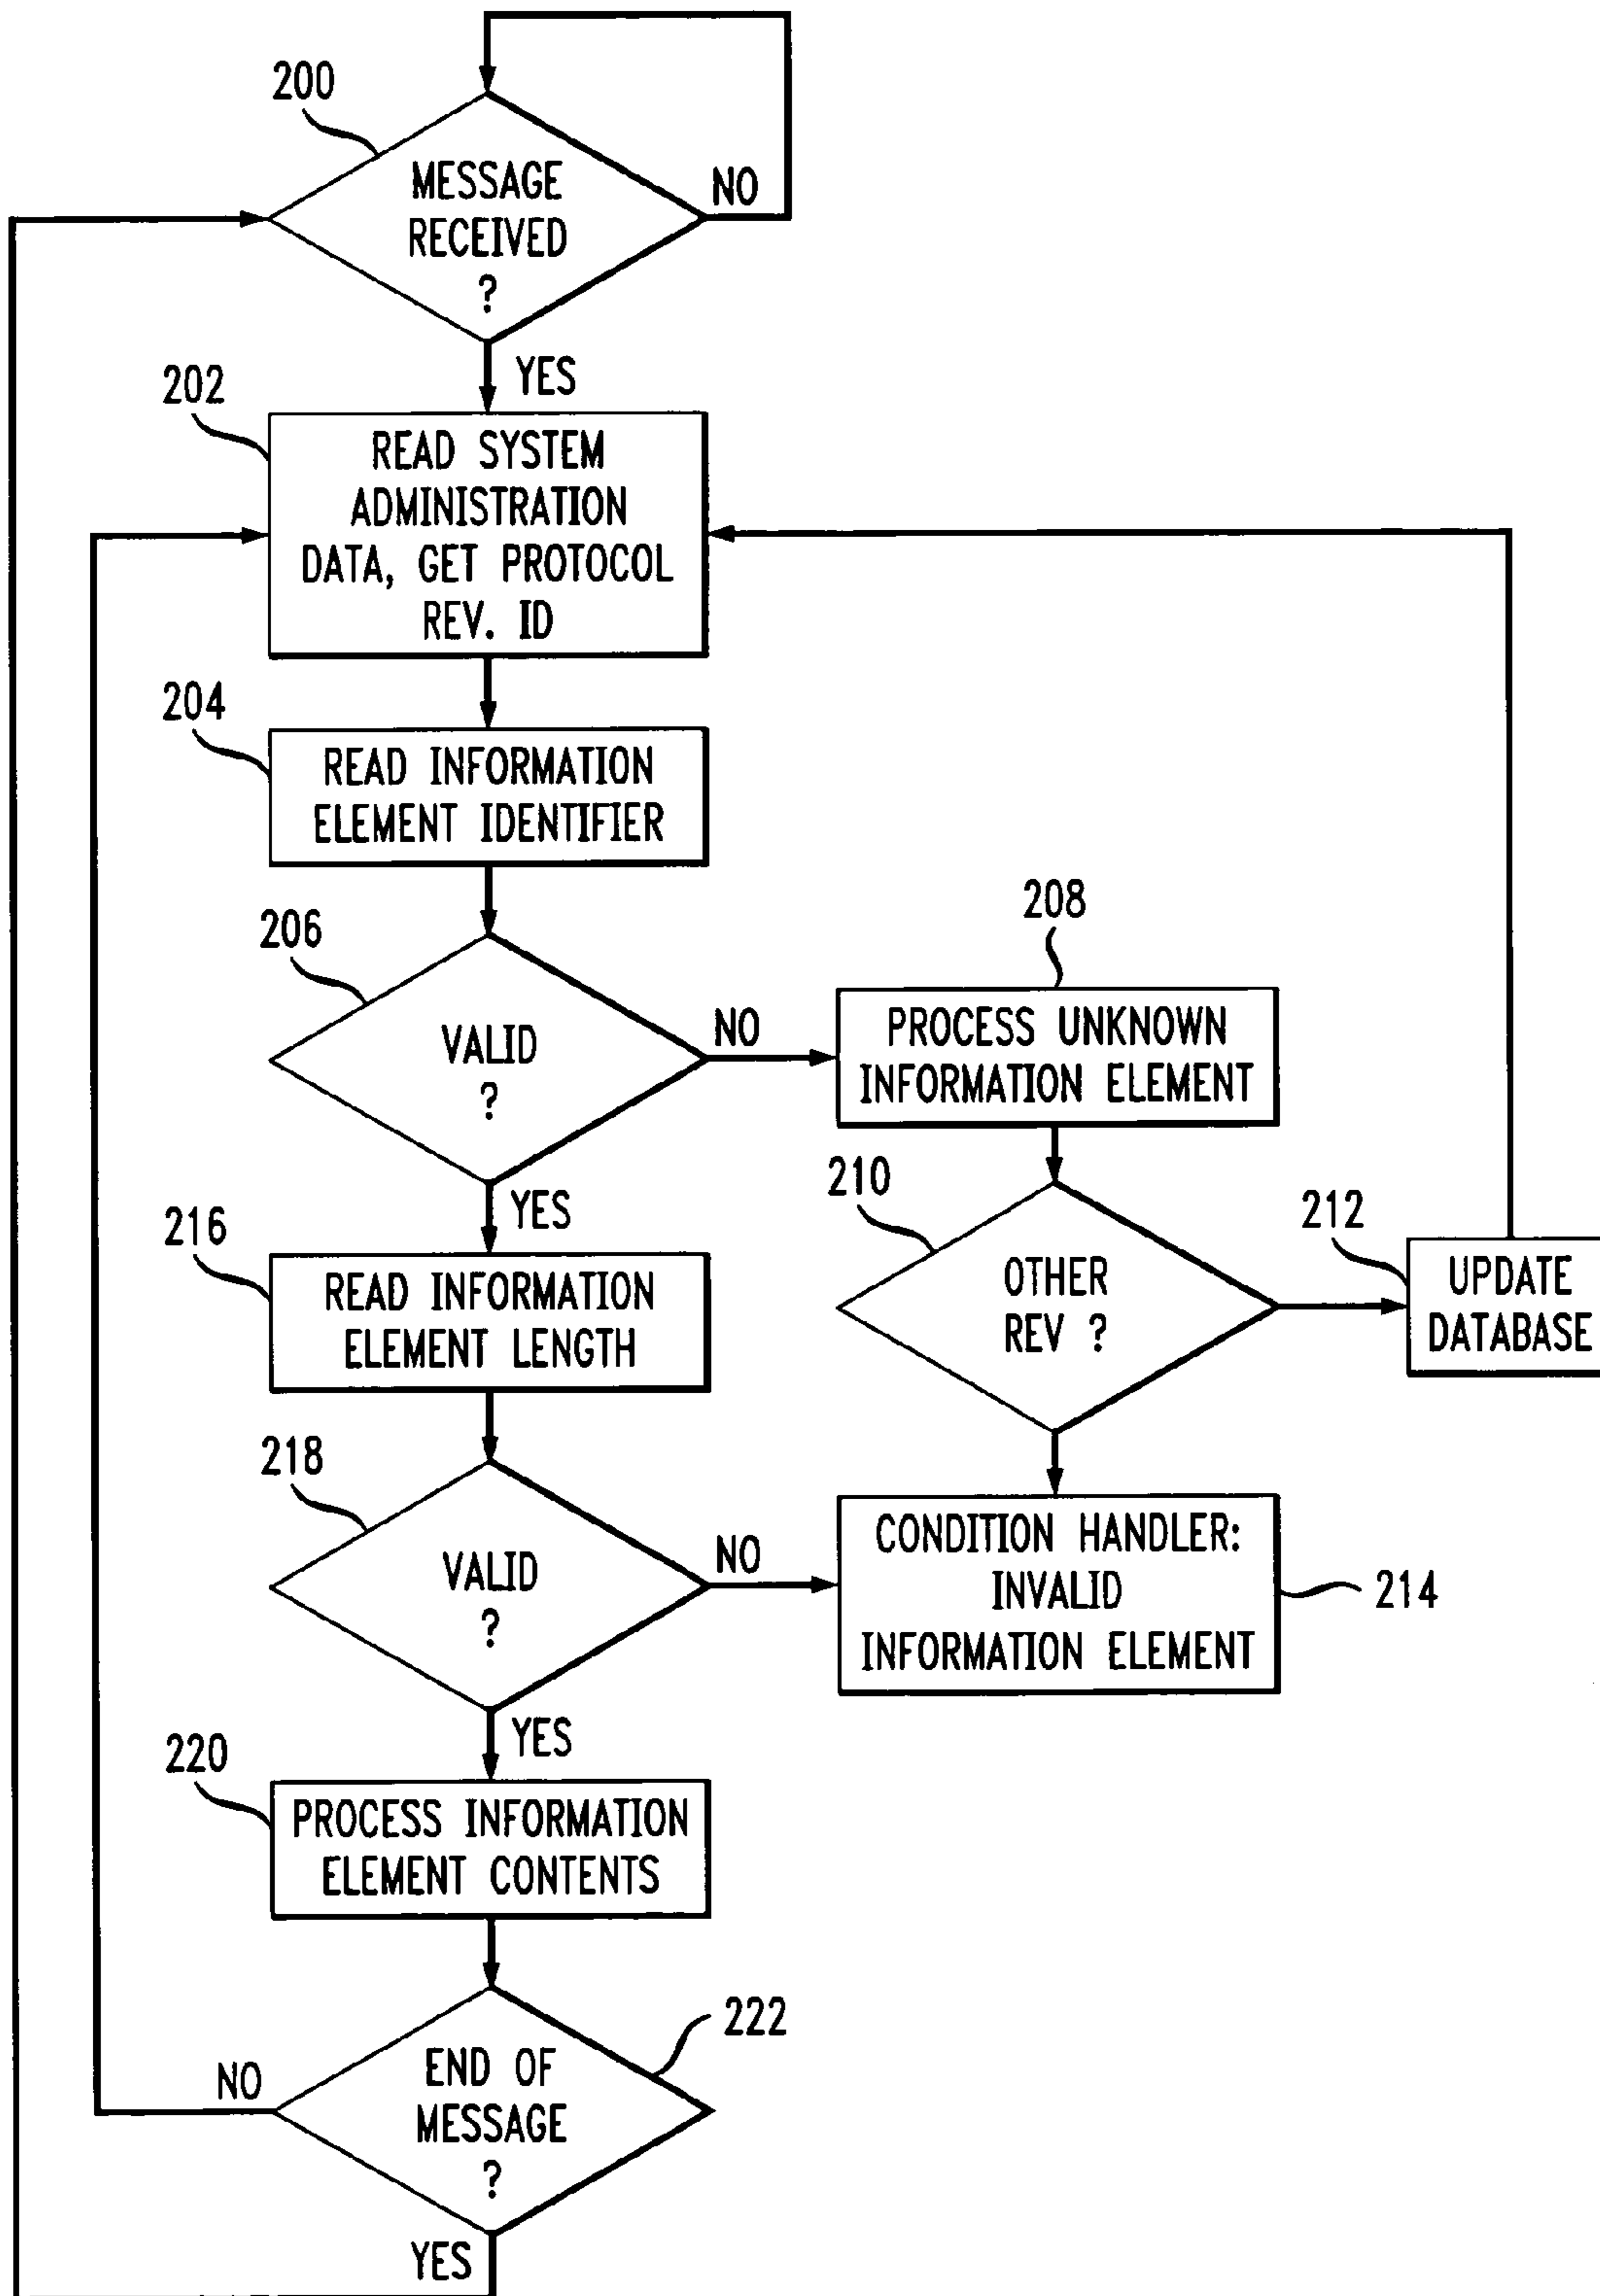 200
MESSAGE
RECEIVED
?
NO
YES
202
READ SYSTEM
ADMINISTRATION
DATA, GET PROTOCOL
REV. ID
204
READ INFORMATION
ELEMENT IDENTIFIER
206
VALID
?
NO
208
PROCESS UNKNOWN
INFORMATION ELEMENT
210
OTHER
REV ?
212
UPDATE
DATABASE
YES
216
READ INFORMATION
ELEMENT LENGTH
218
VALID
?
NO
CONDITION HANDLER:
INVALID
INFORMATION ELEMENT
214
YES
220
PROCESS INFORMATION
ELEMENT CONTENTS
222
END OF
MESSAGE
?
NO
YES